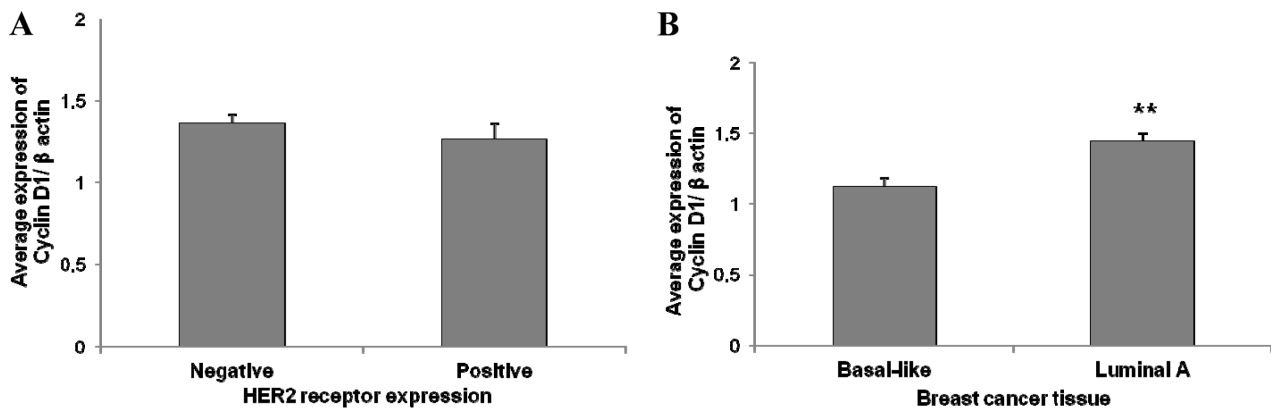 A
Average expression of
Cyclin D1/ β actin
2
1.5
1
0.5
0
Negative
Positive
HER2 receptor expression
B
Average expression of
Cyclin D1/ β actin
2
1.5
1
0.5
0
**
Basal-like
Luminal A
Breast cancer tissue